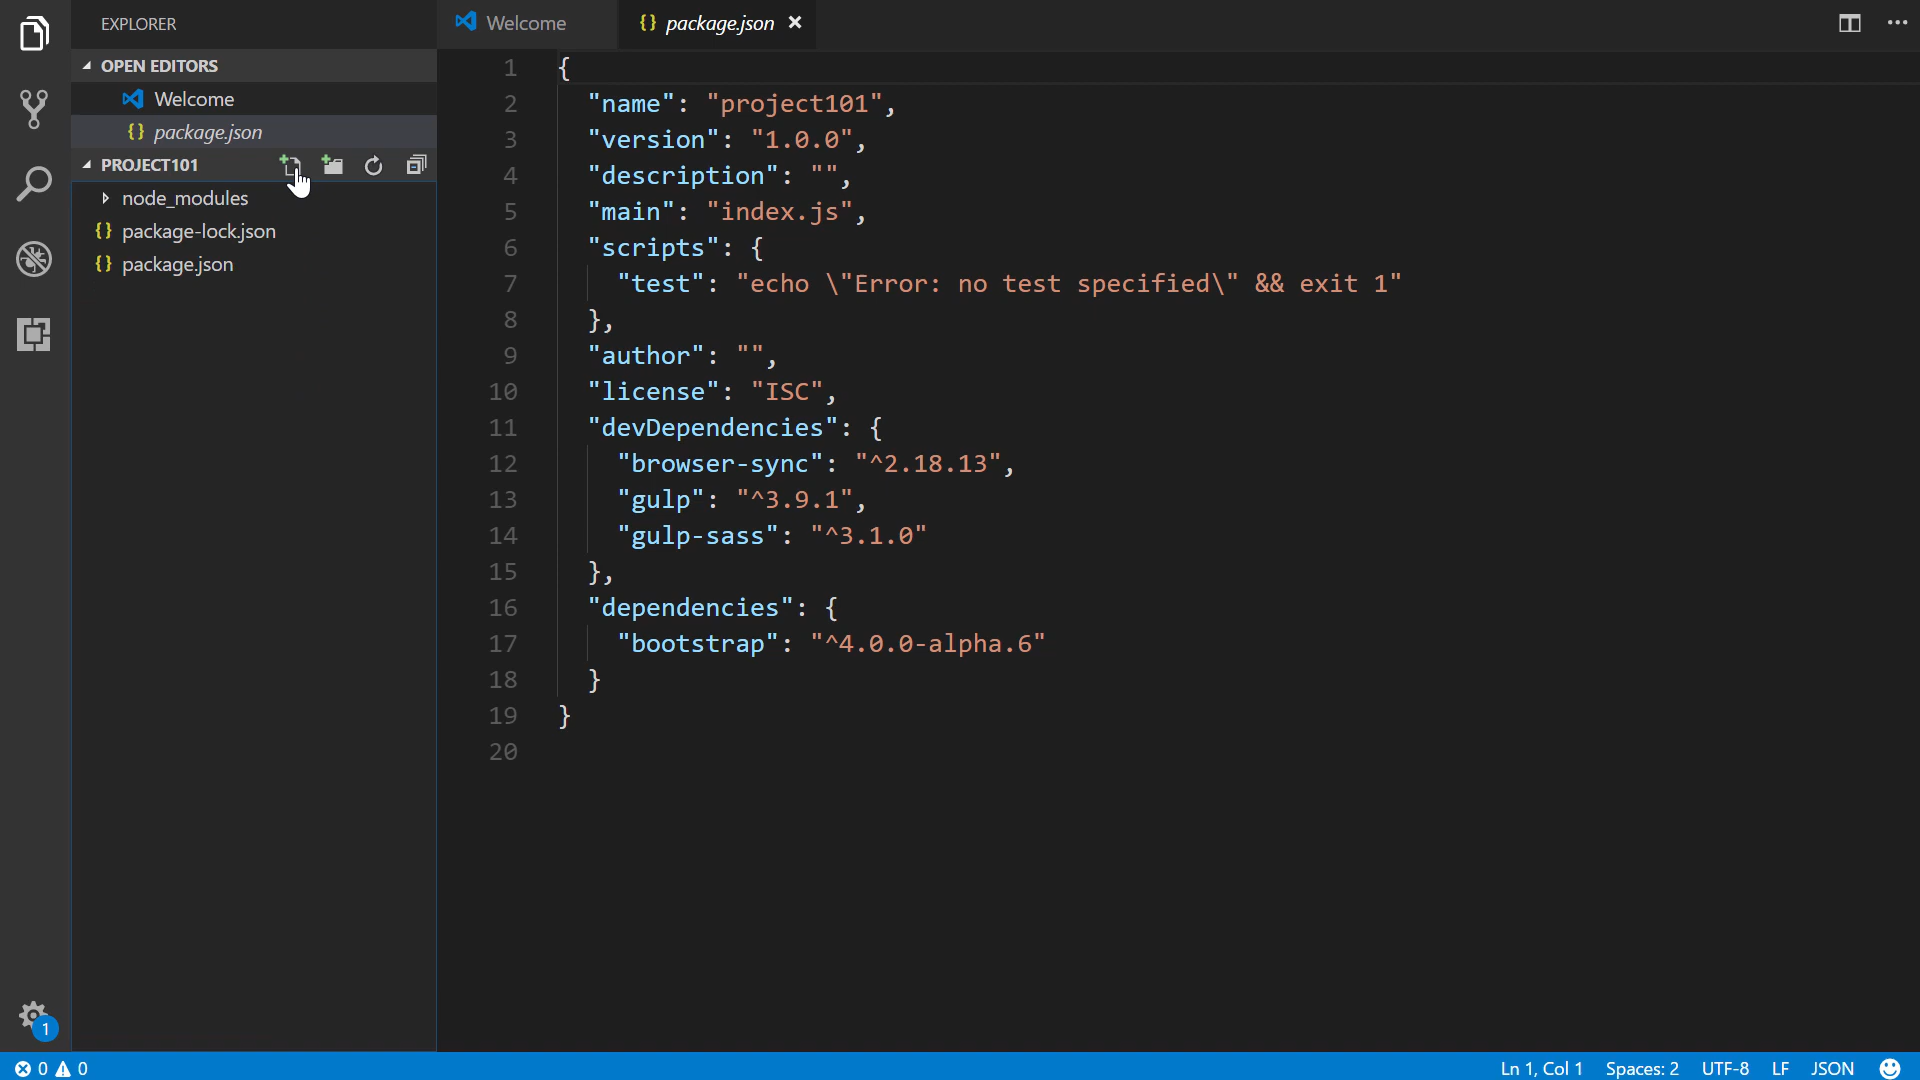 EXPLORER
OPEN EDITORS
Welcome
package.json
PROJECT101
node_modules
package-lock.json
package.json
1
Welcome
package.json
1 {
2 "name": "project101",
3 "version": "1.0.0",
4 "description": "",
5 "main": "index.js",
6 "scripts": {
7 "test": "echo \"Error: no test specified\" && exit 1"
8 },
9 "author": "",
10 "license": "ISC",
11 "devDependencies": {
12 "browser-sync": "^2.18.13",
13 "gulp": "^3.9.1",
14 "gulp-sass": "^3.1.0"
15 },
16 "dependencies": {
17 "bootstrap": "^4.0.0-alpha.6"
18 }
19 }
20
0 0 Ln 1, Col 1 Spaces: 2 UTF-8 LF JSON